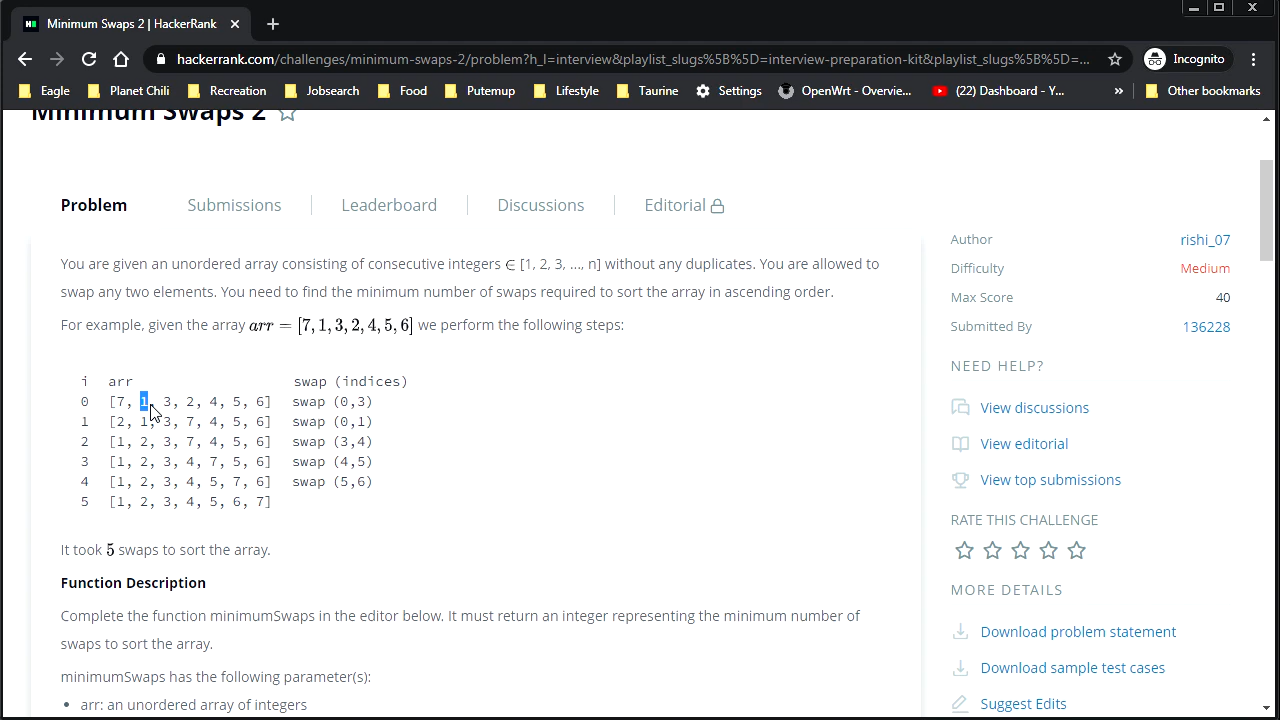 Minimum Swaps 2 | HackerRank
hackerrank.com/challenges/minimum-swaps-2/problem?h_l=interview&playlist_slugs%5B%5D=interview-preparation-kit&playlist_slugs%5B%5D=... Incognito
Eagle Planet Chili Recreation Jobsearch Food Putemup Lifestyle Taurine Settings OpenWrt - Overvie... (22) Dashboard - Y... » Other bookmarks
Minimum Swaps 2
Problem Submissions Leaderboard Discussions Editorial
You are given an unordered array consisting of consecutive integers ∈ [1, 2, 3, ..., n] without any duplicates. You are allowed to
swap any two elements. You need to find the minimum number of swaps required to sort the array in ascending order.
For example, given the array arr = [7, 1, 3, 2, 4, 5, 6] we perform the following steps:
i arr swap (indices)
0 [7, 1, 3, 2, 4, 5, 6] swap (0,3)
1 [2, 1, 3, 7, 4, 5, 6] swap (0,1)
2 [1, 2, 3, 7, 4, 5, 6] swap (3,4)
3 [1, 2, 3, 4, 7, 5, 6] swap (4,5)
4 [1, 2, 3, 4, 5, 7, 6] swap (5,6)
5 [1, 2, 3, 4, 5, 6, 7]
It took 5 swaps to sort the array.
Function Description
Complete the function minimumSwaps in the editor below. It must return an integer representing the minimum number of
swaps to sort the array.
minimumSwaps has the following parameter(s):
• arr: an unordered array of integers
Author rishi_07
Difficulty Medium
Max Score 40
Submitted By 136228
NEED HELP?
View discussions
View editorial
View top submissions
RATE THIS CHALLENGE
MORE DETAILS
Download problem statement
Download sample test cases
Suggest Edits